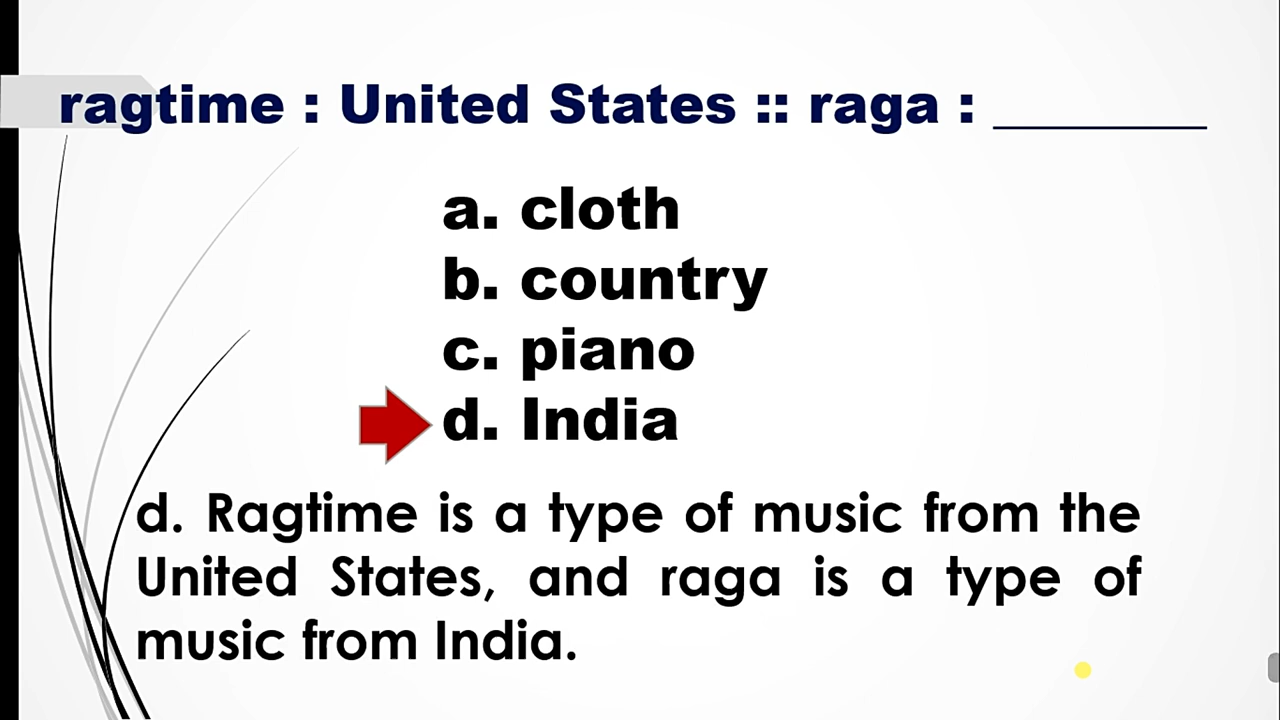 ragtime : United States :: raga : ________
a. cloth
b. country
c. piano
d. India
d. Ragtime is a type of music from the
United States, and raga is a type of
music from India.